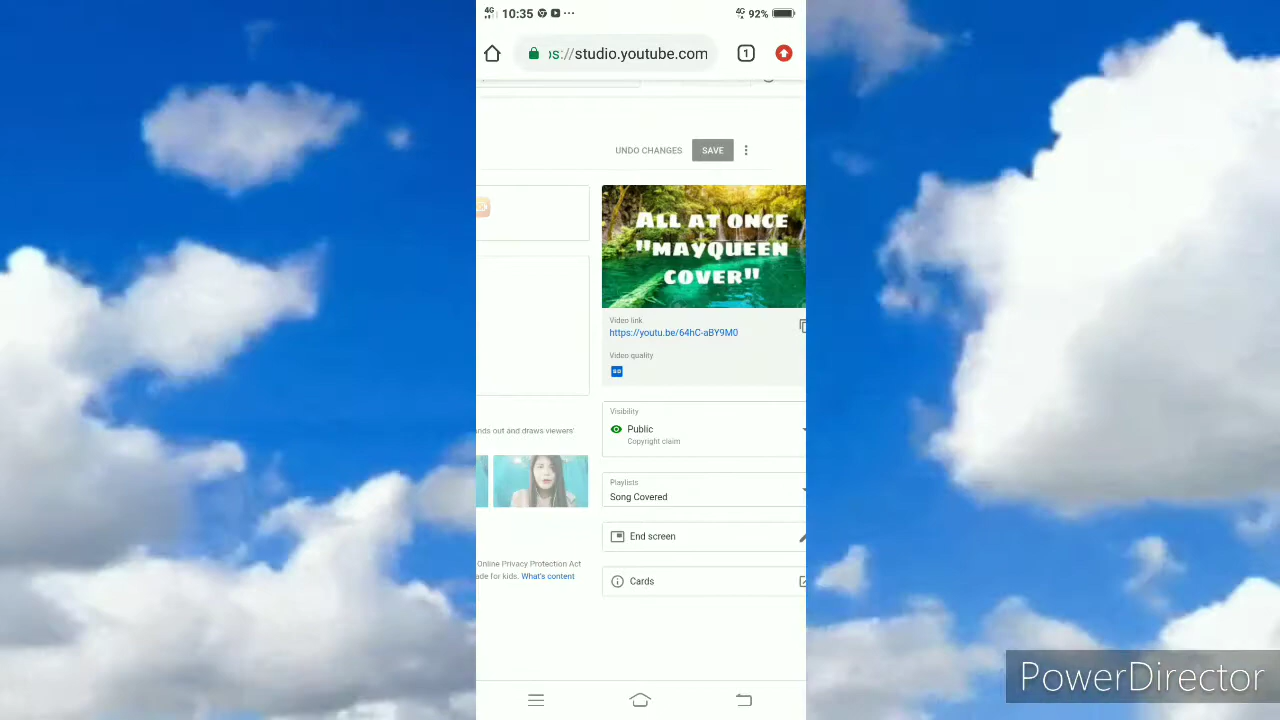 4G 10:35 ... 4G 92%
s://studio.youtube.com 1
UNDO CHANGES SAVE
ALL AT ONCE
"MAYQUEEN
COVER"
Video link
https://youtu.be/64hC-aBY9M0
Video quality
Visibility
Public
Copyright claim
nds out and draws viewers'
Playlists
Song Covered
End screen
Online Privacy Protection Act
ade for kids. What's content
Cards
PowerDirector